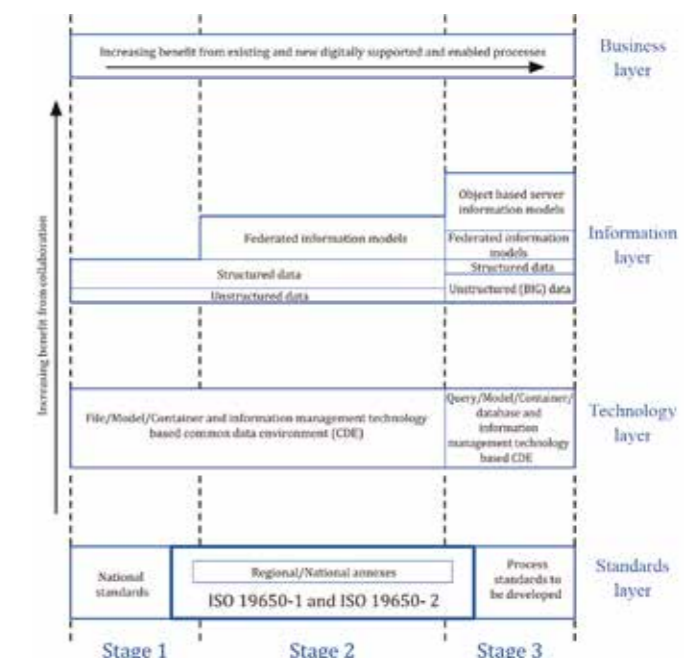 Increasing benefit from existing and new digitally supported and enabled processes
Business
layer
Increasing benefit from collaboration
Object based server
information models
Federated information models
Federated information
models
Information
layer
Structured data
Structured data
Unstructured data
Unstructured (BIG) data
File/Model/Container and information management technology
based common data environment (CDE)
Query/Model/Container/
database and
information
management technology
based CDE
Technology
layer
National
standards
Regional/National annexes
ISO 19650-1 and ISO 19650- 2
Process
standards to
be developed
Standards
layer
Stage 1
Stage 2
Stage 3